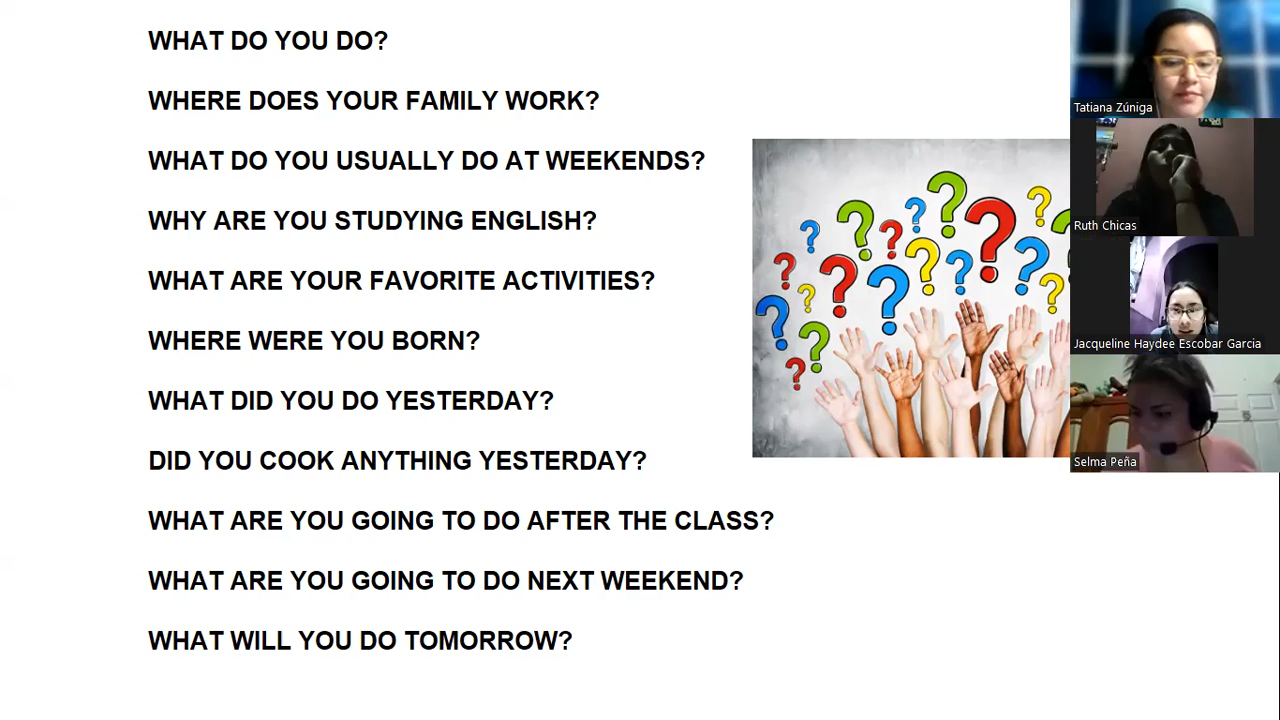 WHAT DO YOU DO?
WHERE DOES YOUR FAMILY WORK?
WHAT DO YOU USUALLY DO AT WEEKENDS?
WHY ARE YOU STUDYING ENGLISH?
WHAT ARE YOUR FAVORITE ACTIVITIES?
WHERE WERE YOU BORN?
WHAT DID YOU DO YESTERDAY?
DID YOU COOK ANYTHING YESTERDAY?
WHAT ARE YOU GOING TO DO AFTER THE CLASS?
WHAT ARE YOU GOING TO DO NEXT WEEKEND?
WHAT WILL YOU DO TOMORROW?
Tatiana Zúniga
Ruth Chicas
Jacqueline Haydee Escobar Garcia
Selma Peña